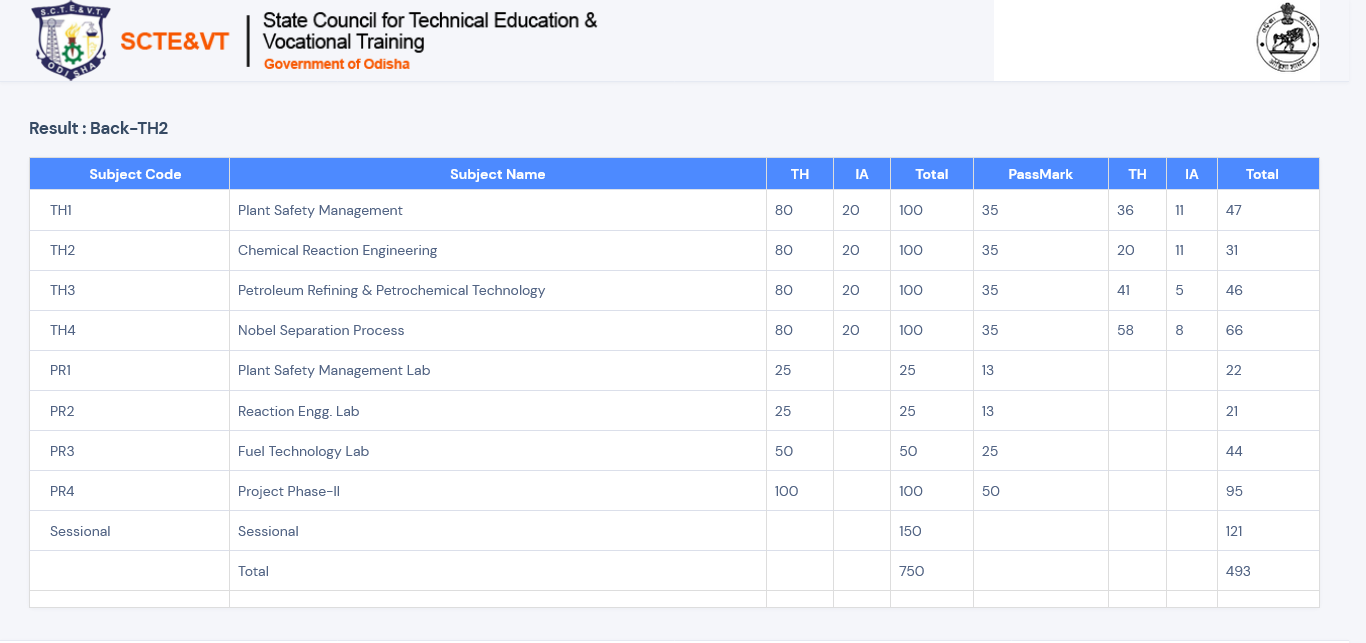 S.C.T.E.& V.T.
ODISHA
SCTE&VT
State Council for Technical Education &
Vocational Training
Government of Odisha
Result : Back-TH2
Subject Code Subject Name TH IA Total PassMark TH IA Total
TH1 Plant Safety Management 80 20 100 35 36 11 47
TH2 Chemical Reaction Engineering 80 20 100 35 20 11 31
TH3 Petroleum Refining & Petrochemical Technology 80 20 100 35 41 5 46
TH4 Nobel Separation Process 80 20 100 35 58 8 66
PR1 Plant Safety Management Lab 25 25 13 22
PR2 Reaction Engg. Lab 25 25 13 21
PR3 Fuel Technology Lab 50 50 25 44
PR4 Project Phase-II 100 100 50 95
Sessional Sessional 150 121
Total 750 493